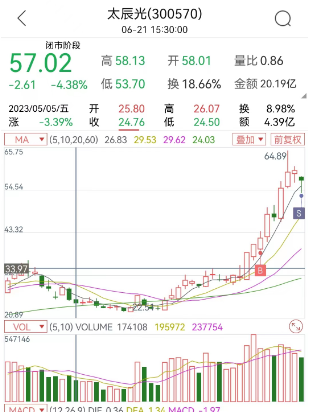 太辰光(300570)
06-21 15:30:00
闭市阶段
57.02 高 58.13 开 58.01 量比 0.86
-2.61 -4.38% 低 53.70 换 18.66% 金额 20.19亿
2023/05/05/五 开 25.80 高 26.07 换 8.98%
涨 -3.39% 收 24.76 低 24.50 额 4.39亿
MA (5,10,20,60) 26.83 29.53 29.62 24.03 叠加 前复权
65.75
64.89
54.54
S
43.32
33.97
B
22.54
20.89
VOL (5,10) VOLUME 174108 195972 237754
547146
MACD (12,26,9) DIF 0.36 DEA 1.34 MACD -1.97